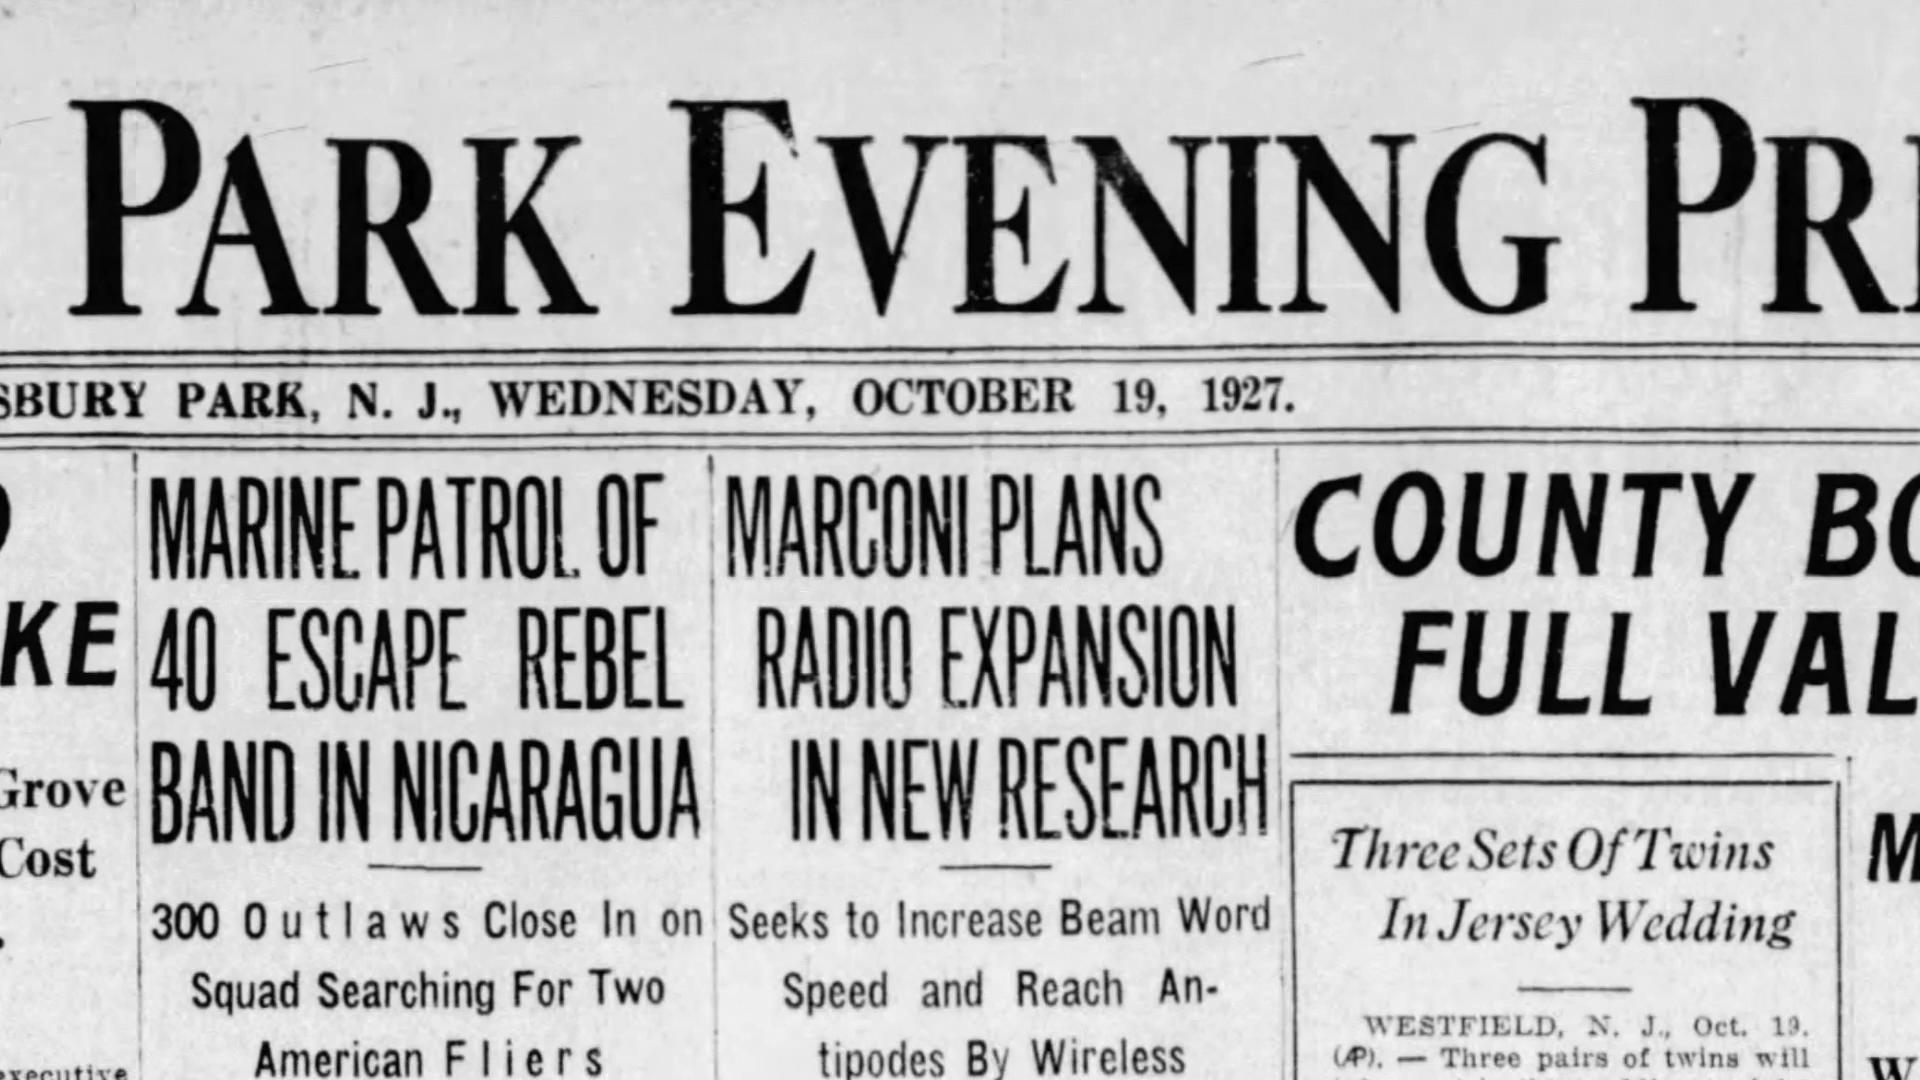 PARK EVENING PR
SBURY PARK, N. J., WEDNESDAY, OCTOBER 19, 1927.
KE
Grove
Cost
executive
MARINE PATROL OF
40 ESCAPE REBEL
BAND IN NICARAGUA
300 Outlaws Close In on
Squad Searching For Two
American Fliers
MARCONI PLANS
RADIO EXPANSION
IN NEW RESEARCH
Seeks to Increase Beam Word
Speed and Reach An-
tipodes By Wireless
COUNTY BO
FULL VAL
Three Sets Of Twins
In Jersey Wedding
WESTFIELD, N. J., Oct. 19.
(AP). — Three pairs of twins will
M
W